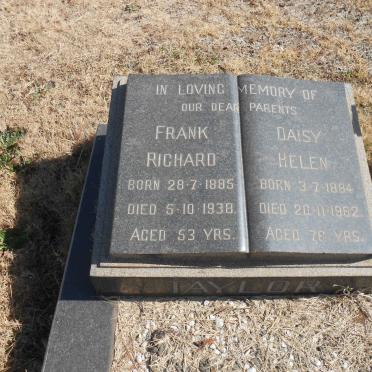 IN LOVING MEMORY OF
OUR DEAR PARENTS
FRANK
RICHARD
BORN 28-7-1885
DIED 5-10-1938.
AGED 53 YRS.
DAISY
HELEN
BORN 3-7-1884
DIED 20-11-1962.
AGED 78 YRS.
TAYLOR